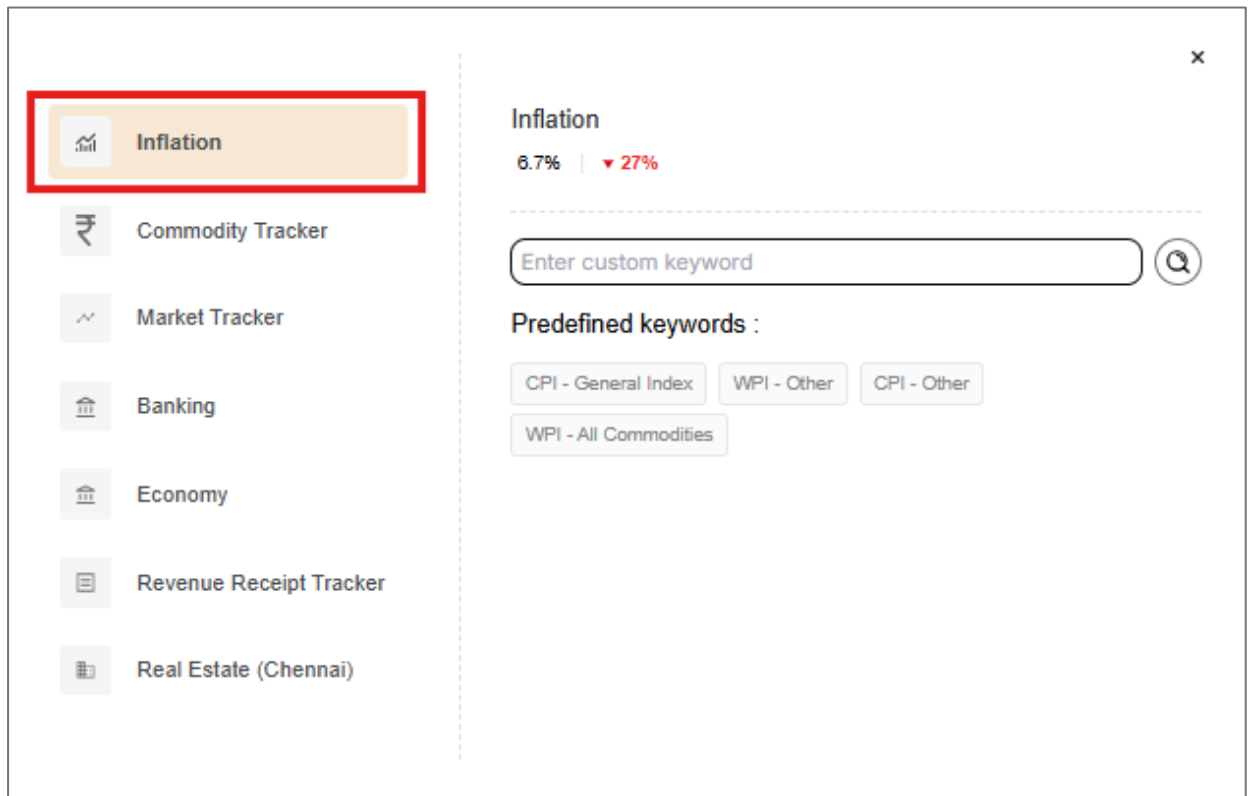 ×
Inflation
Commodity Tracker
Market Tracker
Banking
Economy
Revenue Receipt Tracker
Real Estate (Chennai)
Inflation
6.7% ▼ 27%
Enter custom keyword
Predefined keywords :
CPI - General Index WPI - Other CPI - Other
WPI - All Commodities